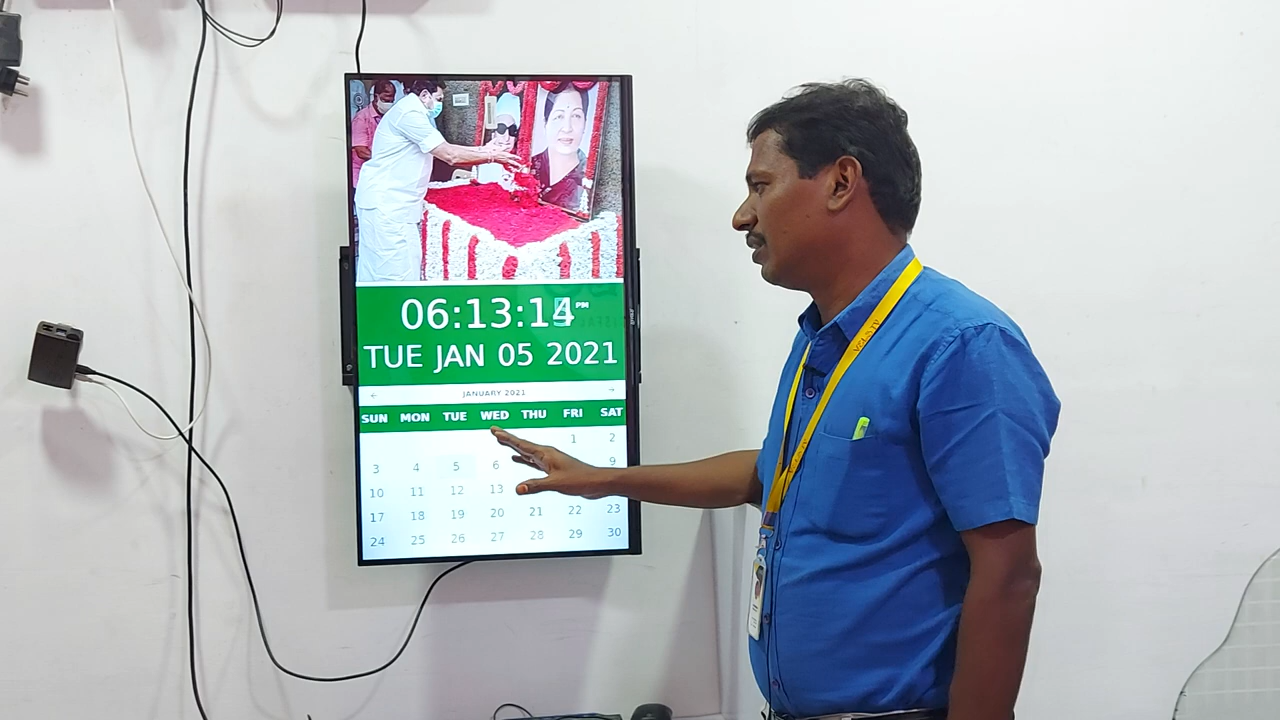 06:13:14 PM
TUE JAN 05 2021
← JANUARY 2021 →
SUN MON TUE WED THU FRI SAT
1 2
3 4 5 6 9
10 11 12 13
17 18 19 20 21 22 23
24 25 26 27 28 29 30